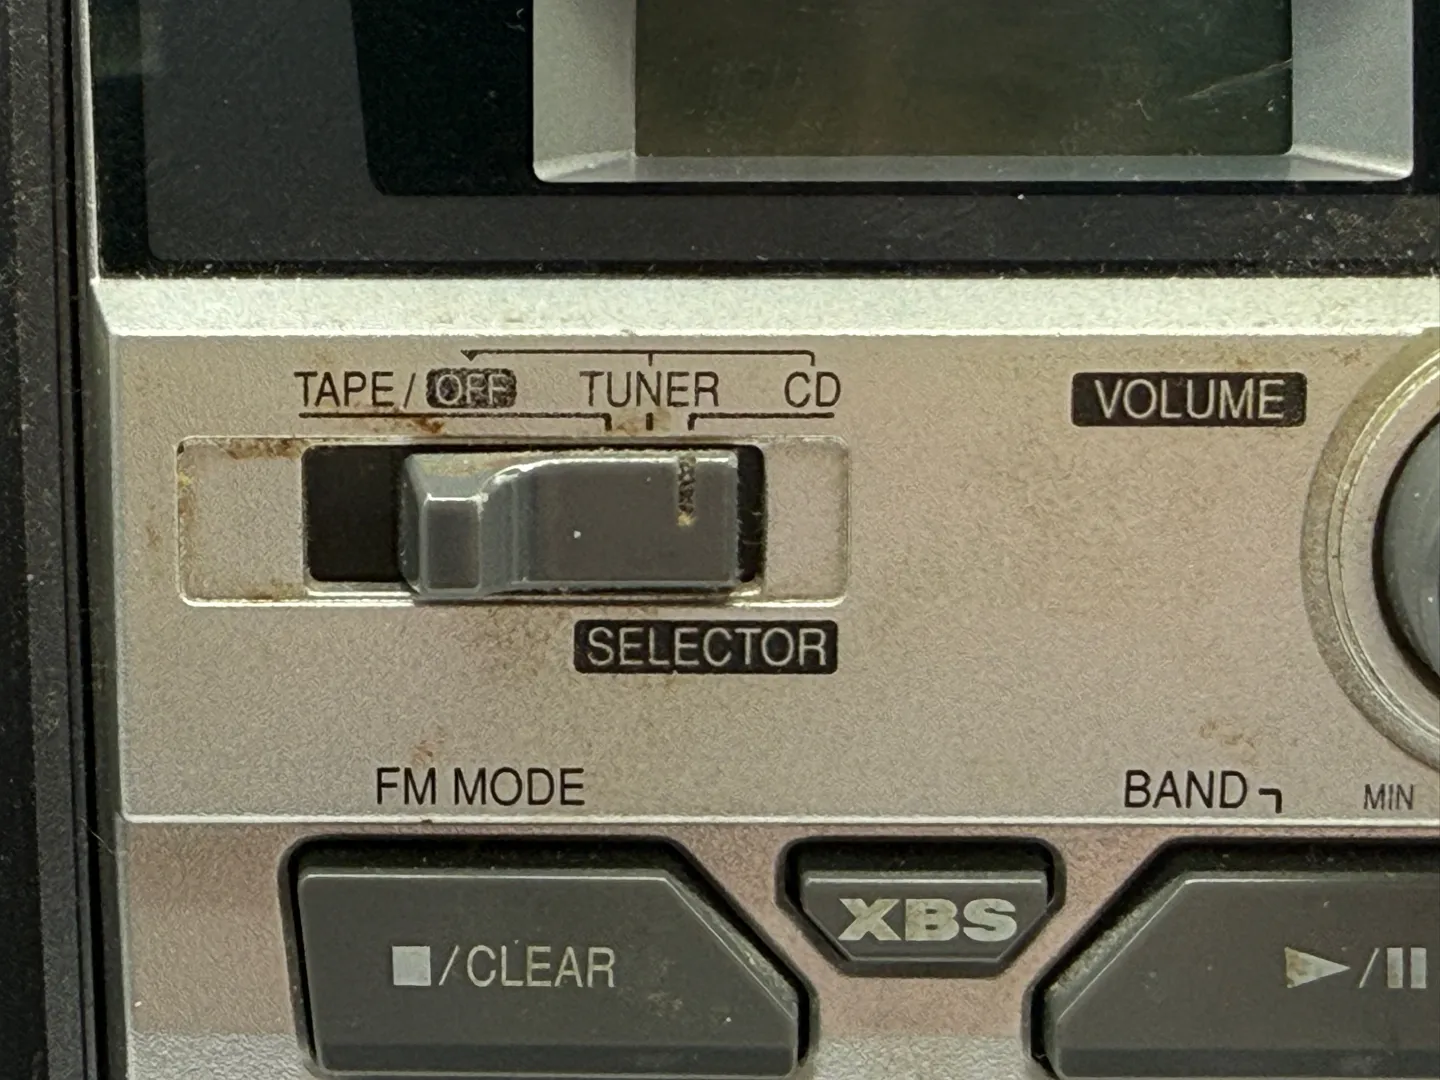 TAPE/OFF TUNER CD
VOLUME
SELECTOR
FM MODE
BAND
MIN
■/CLEAR
XBS
▶/II